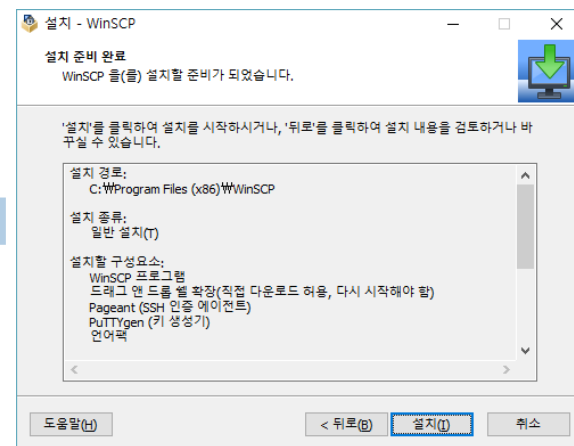 설치 - WinSCP
설치 준비 완료
WinSCP 을(를) 설치할 준비가 되었습니다.
'설치'를 클릭하여 설치를 시작하시거나, '뒤로'를 클릭하여 설치 내용을 검토하거나 바
꾸실 수 있습니다.
설치 경로:
C:₩Program Files (x86)₩WinSCP
설치 종류:
일반 설치(T)
설치할 구성요소:
WinSCP 프로그램
드래그 앤 드롭 쉘 확장(직접 다운로드 허용, 다시 시작해야 함)
Pageant (SSH 인증 에이전트)
PuTTYgen (키 생성기)
언어팩
도움말(H) < 뒤로(B) 설치(I) 취소